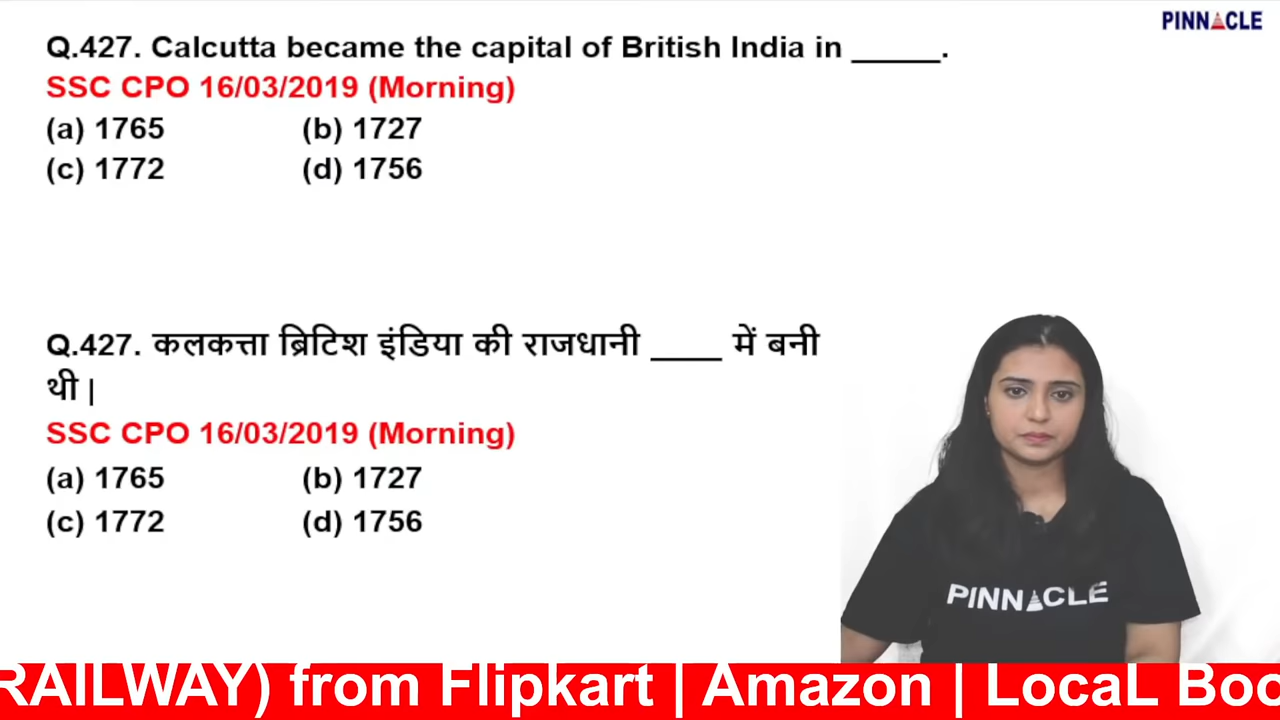 PINNACLE
Q.427. Calcutta became the capital of British India in _____.
SSC CPO 16/03/2019 (Morning)
(a) 1765 (b) 1727
(c) 1772 (d) 1756
Q.427. कलकत्ता ब्रिटिश इंडिया की राजधानी ____ में बनी
थी |
SSC CPO 16/03/2019 (Morning)
(a) 1765 (b) 1727
(c) 1772 (d) 1756
PINNACLE
RAILWAY) from Flipkart | Amazon | LocaL